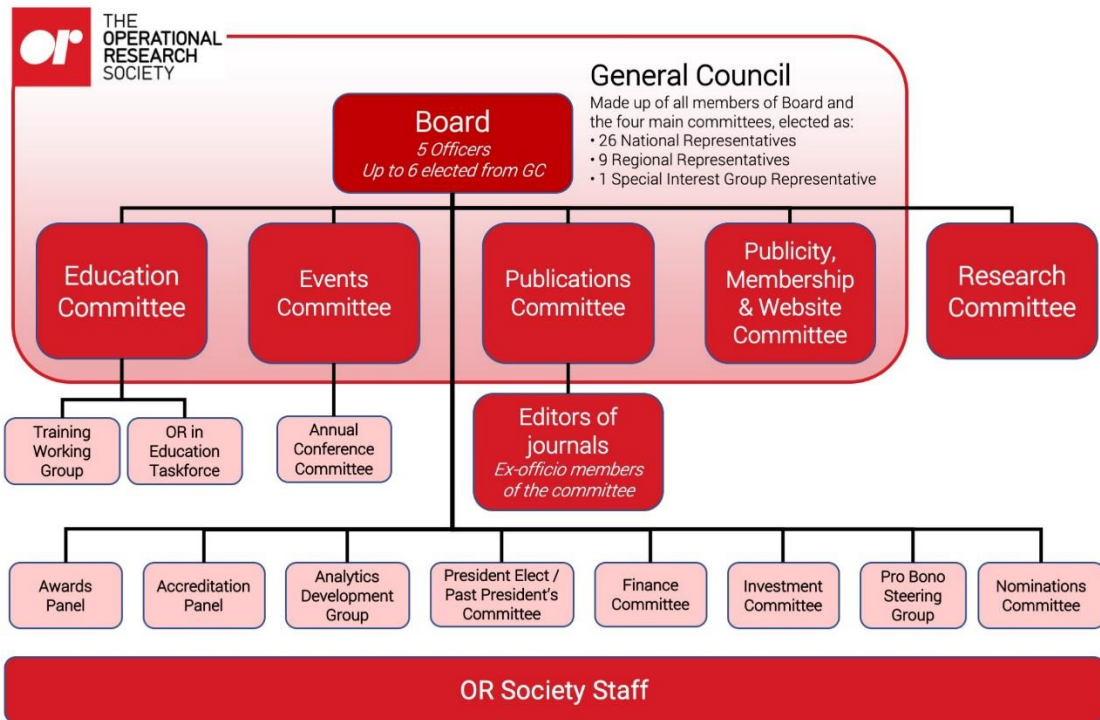 or
THE
OPERATIONAL
RESEARCH
SOCIETY
General Council
Made up of all members of Board and
the four main committees, elected as:
• 26 National Representatives
• 9 Regional Representatives
• 1 Special Interest Group Representative
Board
5 Officers
Up to 6 elected from GC
Education
Committee
Events
Committee
Publications
Committee
Publicity,
Membership
& Website
Committee
Research
Committee
Training
Working
Group
OR in
Education
Taskforce
Annual
Conference
Committee
Editors of
journals
Ex-officio members
of the committee
Awards
Panel
Accreditation
Panel
Analytics
Development
Group
President Elect /
Past President's
Committee
Finance
Committee
Investment
Committee
Pro Bono
Steering
Group
Nominations
Committee
OR Society Staff